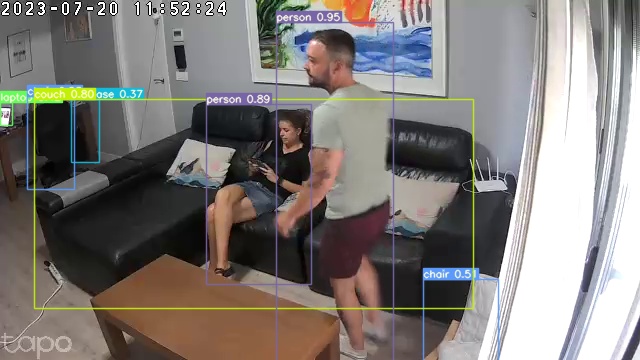 2023-07-20 11:52:24
person 0.95
lapto
couch 0.80
ase 0.37
person 0.89
chair 0.51
tapo